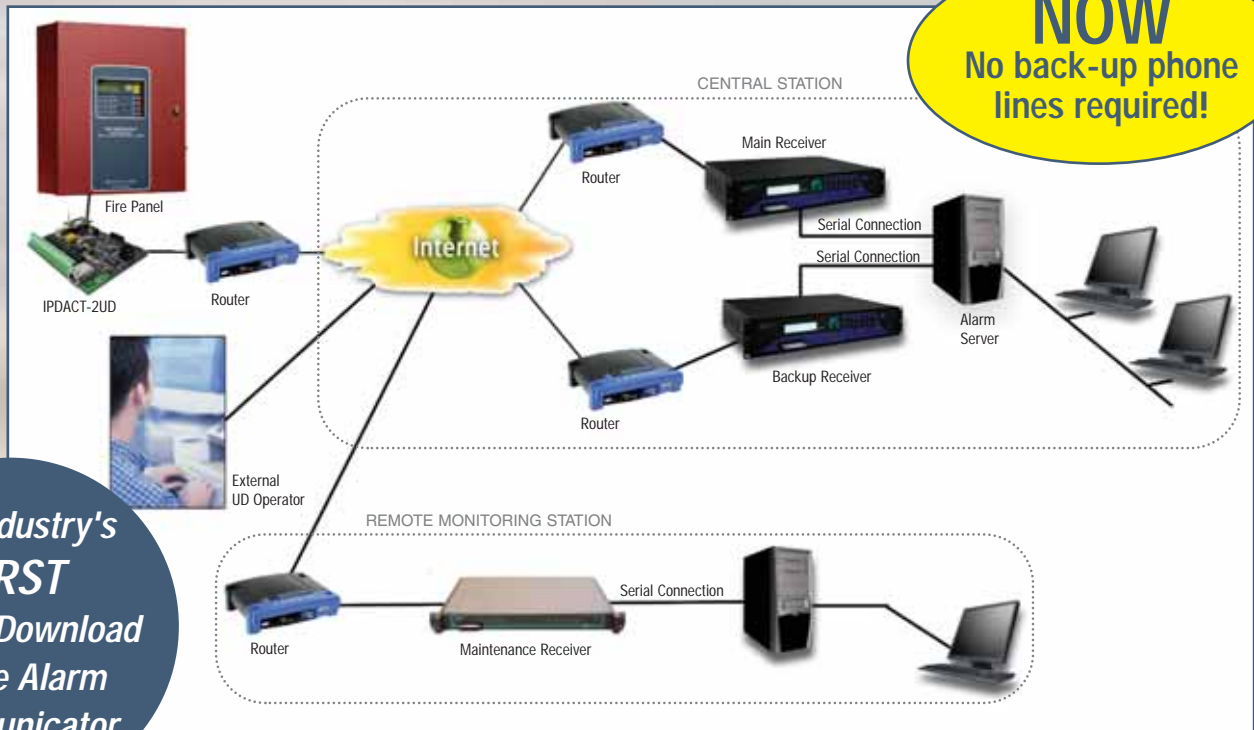 NOW
No back-up phone
lines required!
CENTRAL STATION
Main Receiver
Router
Serial Connection
Fire Panel
Internet
Serial Connection
IPDACT-2UD
Router
Alarm
Server
Backup Receiver
Router
External
UD Operator
REMOTE MONITORING STATION
Serial Connection
Router
Maintenance Receiver
Download
Alarm